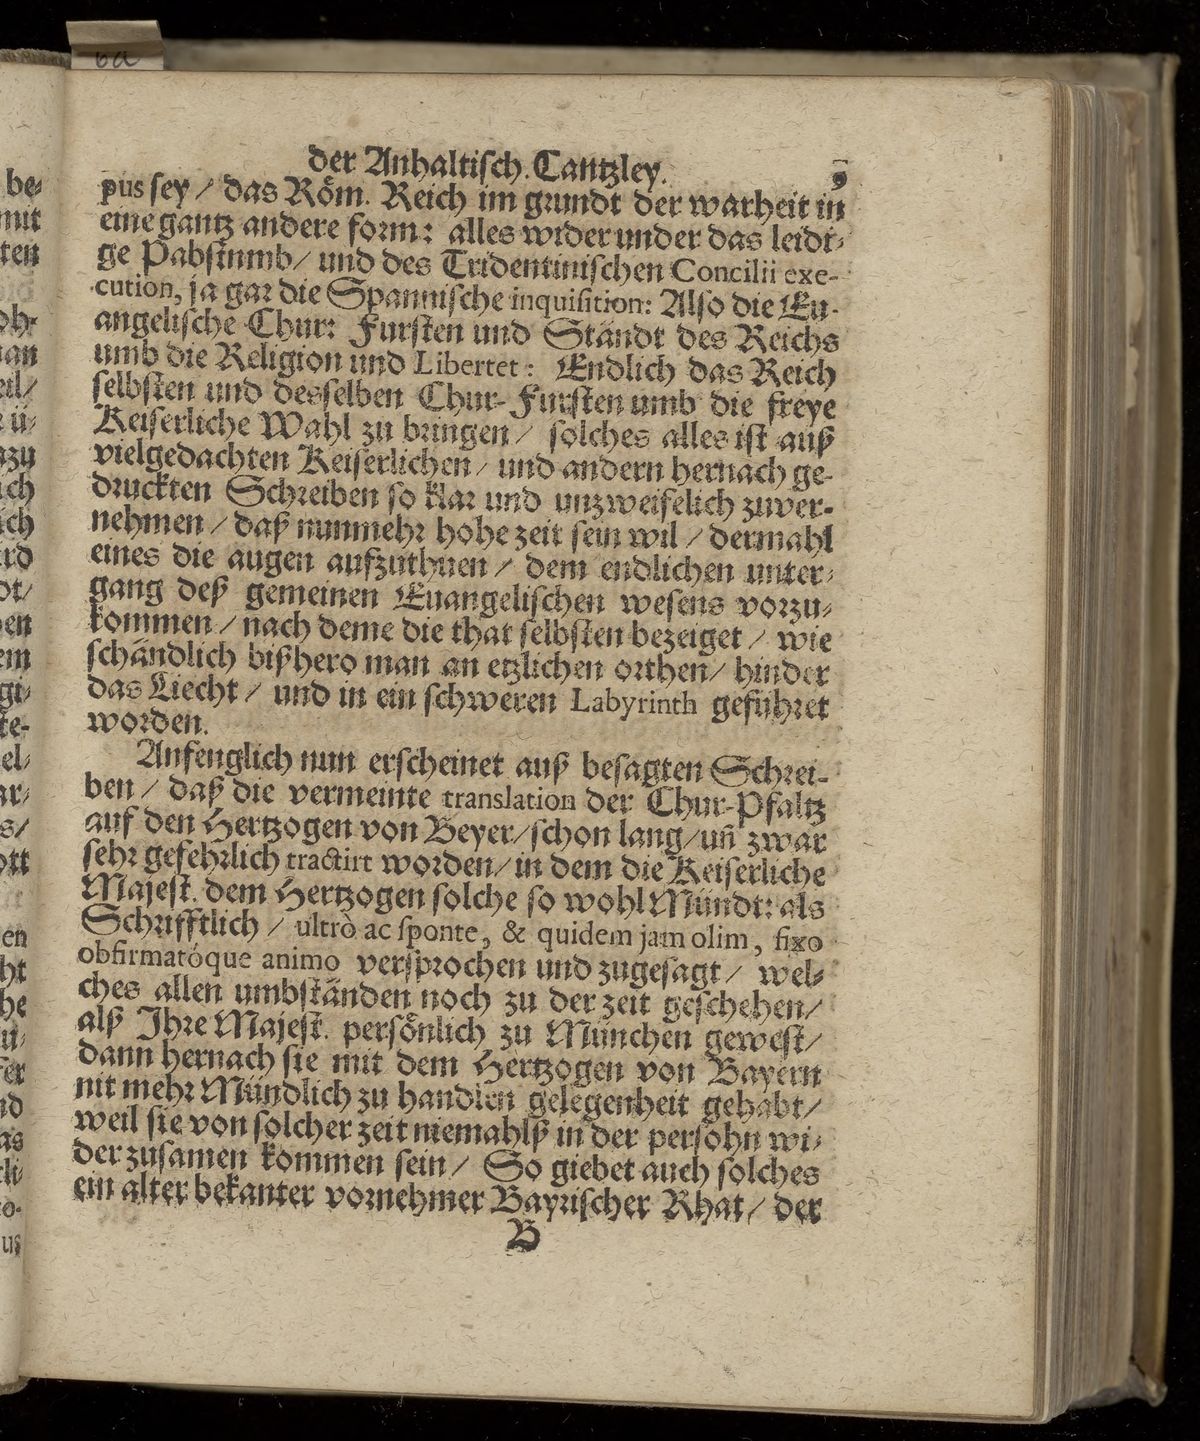 6a
der Anhaltisch. Cantzley. 9
pus sey / das Röm. Reich im grundt der warheit in
eine gantz andere form: alles wider under das leidi-
ge Pabstumb / und des Tridentinischen Concilii exe-
cution, ja gar die Spannische inquisition: Also die Eu-
angelische Chur: Fursten und Ständt des Reichs
umb die Religion und Libertet: Endlich das Reich
selbsten und desselben Chur-Fursten umb die freye
Keiserliche Wahl zu bringen / solches alles ist auß
vielgedachten Keiserlichen / und andern hernach ge-
druckten Schreiben so klar und unzweifelich zuver-
nehmen / daß nunmehr hohe zeit sein wil / dermahl
eines die augen aufzuthuen / dem endlichen unter-
gang deß gemeinen Euangelischen wesens vorzu-
kommen / nach deme die that selbsten bezeiget / wie
schändlich bißhero man an etzlichen orthen / hinder
das Liecht / und in ein schweren Labyrinth geführet
worden.
Anfenglich nun erscheinet auß besagten Schrei-
ben / daß die vermeinte translation der Chur-Pfaltz
auf den Hertzogen von Beyer / schon lang / uñ zwar
sehr gefehrlich tractirt worden / in dem die Keiserliche
Majest. dem Hertzogen solche so wohl Mündt: als
Schrifftlich / ultrò ac sponte, & quidem jam olim, fixo
obfirmatóque animo versprochen und zugesagt / wel-
ches allen umbständen noch zu der zeit geschehen /
alß Ihre Majest. persönlich zu München gewest /
dann hernach sie mit dem Hertzogen von Bayern
nit mehr Mündlich zu handlen gelegenheit gehabt /
weil sie von solcher zeit niemahlß in der persohn wi-
der zusamen kommen sein / So giebet auch solches
ein alter bekanter vornehmer Bayrischer Rhat / der
B